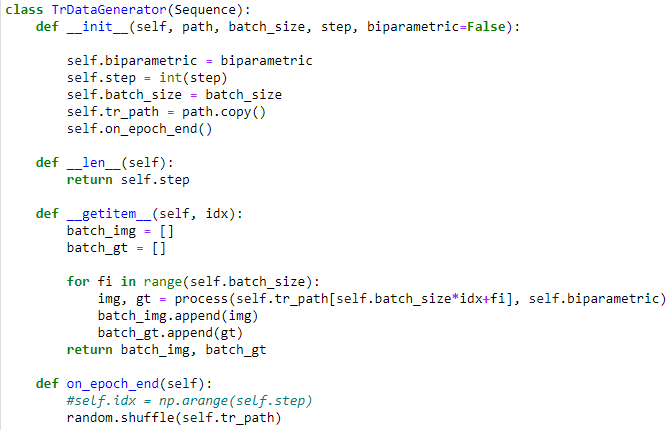 class TrDataGenerator(Sequence):
    def __init__(self, path, batch_size, step, biparametric=False):

        self.biparametric = biparametric
        self.step = int(step)
        self.batch_size = batch_size
        self.tr_path = path.copy()
        self.on_epoch_end()

    def __len__(self):
        return self.step

    def __getitem__(self, idx):
        batch_img = []
        batch_gt = []

        for fi in range(self.batch_size):
            img, gt = process(self.tr_path[self.batch_size*idx+fi], self.biparametric)
            batch_img.append(img)
            batch_gt.append(gt)
        return batch_img, batch_gt

    def on_epoch_end(self):
        #self.idx = np.arange(self.step)
        random.shuffle(self.tr_path)